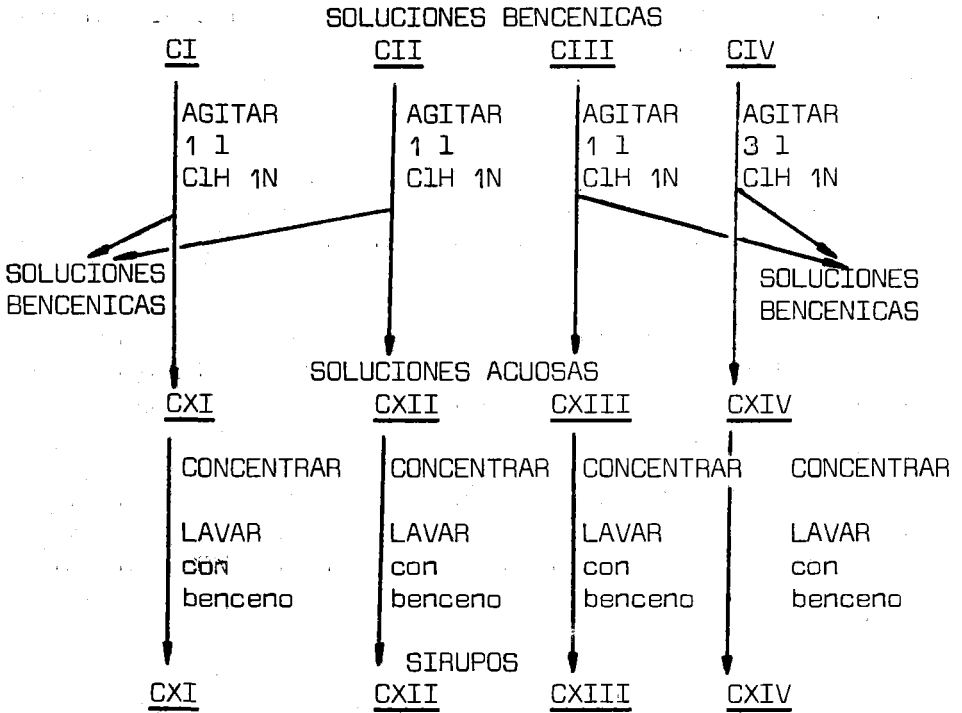 SOLUCIONES BENCENICAS
CI CII CIII CIV
AGITAR AGITAR AGITAR AGITAR
1 l 1 l 1 l 3 l
ClH 1N ClH 1N ClH 1N ClH 1N
SOLUCIONES SOLUCIONES
BENCENICAS BENCENICAS
SOLUCIONES ACUOSAS
CXI CXII CXIII CXIV
CONCENTRAR CONCENTRAR CONCENTRAR CONCENTRAR
LAVAR LAVAR LAVAR LAVAR
con con con con
benceno benceno benceno benceno
SIRUPOS
CXI CXII CXIII CXIV